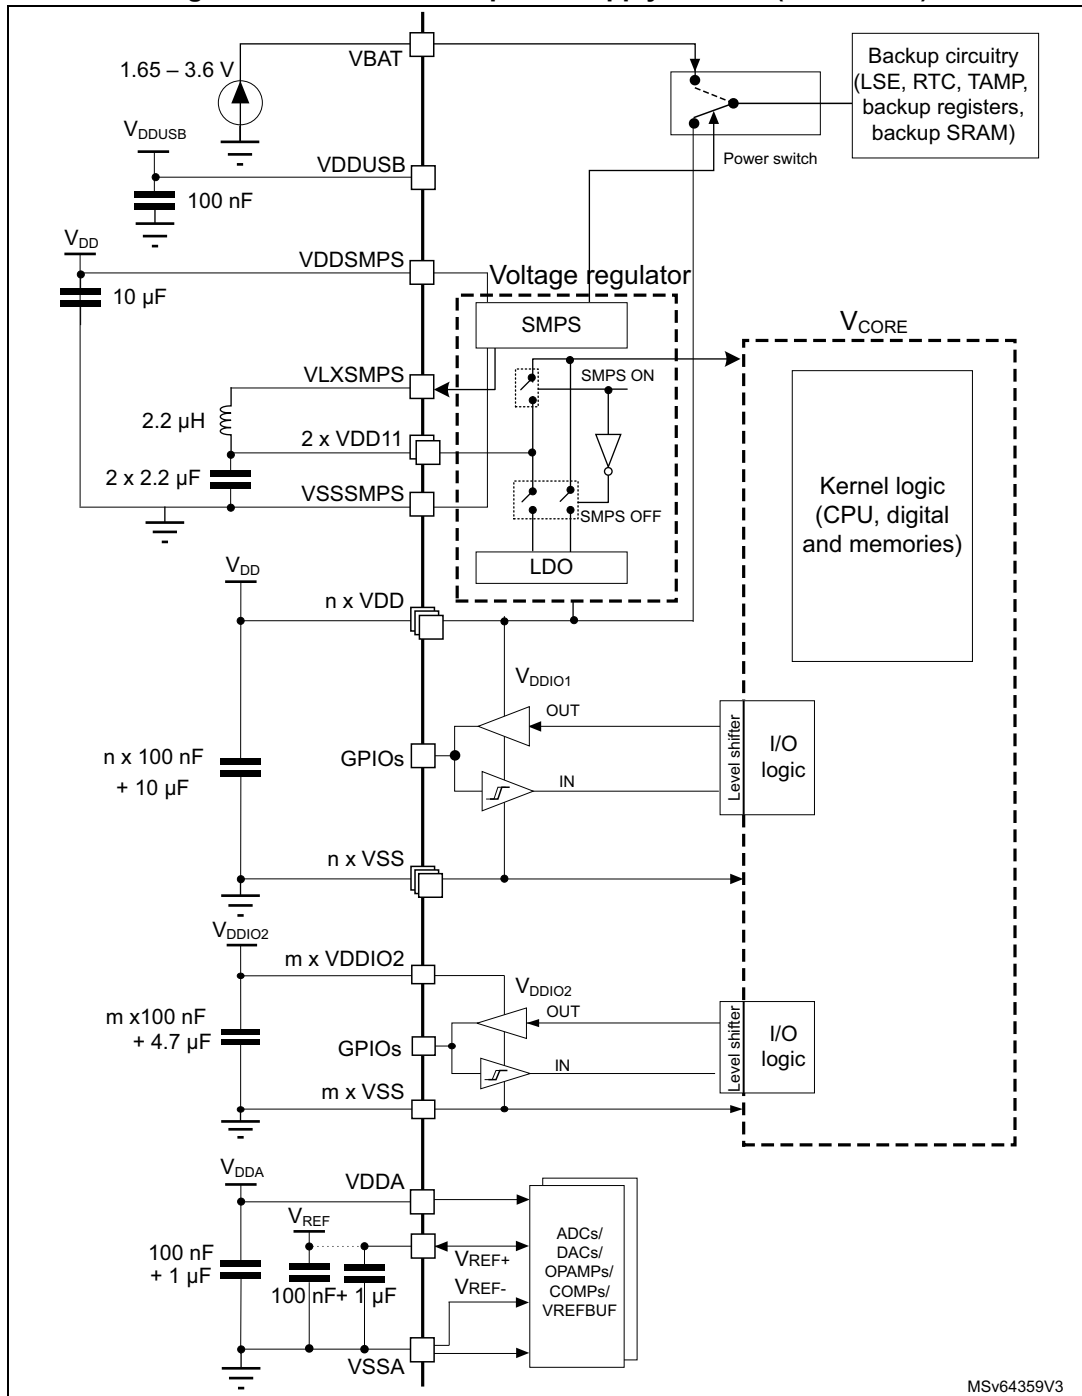 VBAT
1.65 – 3.6 V
Backup circuitry
(LSE, RTC, TAMP,
backup registers,
backup SRAM)
Power switch
VDDUSB
VDDUSB
100 nF
VDD
VDDSMPS
10 µF
Voltage regulator
SMPS
VCORE
VLXSMPS
SMPS ON
2.2 µH
2 x VDD11
2 x 2.2 µF
VSSSMPS
SMPS OFF
LDO
Kernel logic
(CPU, digital
and memories)
VDD
n x VDD
VDDIO1
OUT
GPIOs
IN
Level shifter
I/O
logic
n x 100 nF
+ 10 µF
n x VSS
VDDIO2
m x VDDIO2
VDDIO2
OUT
m x100 nF
+ 4.7 µF
GPIOs
IN
Level shifter
I/O
logic
m x VSS
VDDA
VDDA
VREF
VREF+
VREF-
100 nF
+ 1 µF
100 nF+ 1 µF
ADCs/
DACs/
OPAMPs/
COMPs/
VREFBUF
VSSA
MSv64359V3